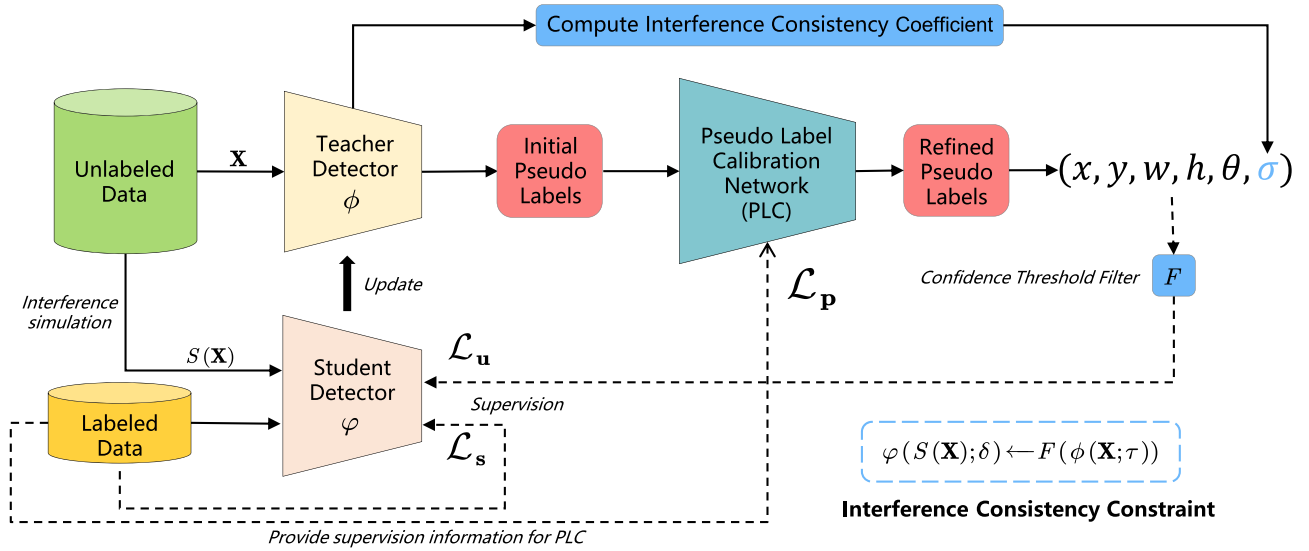 Compute Interference Consistency Coefficient
Unlabeled
Data
X
Teacher
Detector
ϕ
Initial
Pseudo
Labels
Pseudo Label
Calibration
Network
(PLC)
Refined
Pseudo
Labels
(x, y, w, h, θ, σ)
Interference
simulation
Update
ℒp
Confidence Threshold Filter
F
S(X)
Student
Detector
φ
ℒu
Supervision
ℒs
Labeled
Data
φ(S(X);δ)←F(ϕ(X;τ))
Interference Consistency Constraint
Provide supervision information for PLC